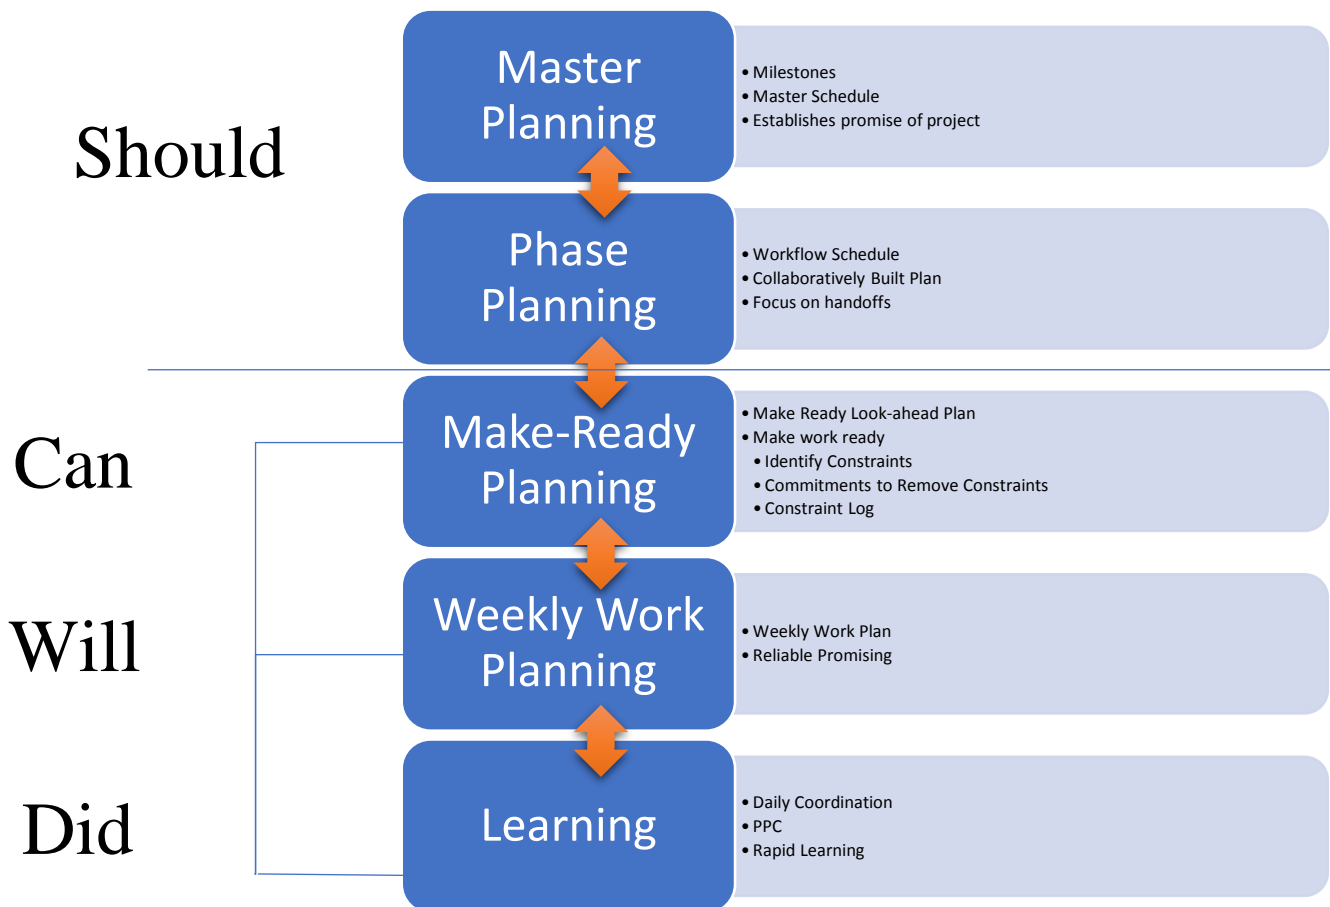 Should
Master
Planning
• Milestones
• Master Schedule
• Establishes promise of project
Phase
Planning
• Workflow Schedule
• Collaboratively Built Plan
• Focus on handoffs
Can
Make-Ready
Planning
• Make Ready Look-ahead Plan
• Make work ready
• Identify Constraints
• Commitments to Remove Constraints
• Constraint Log
Will
Weekly Work
Planning
• Weekly Work Plan
• Reliable Promising
Did
Learning
• Daily Coordination
• PPC
• Rapid Learning